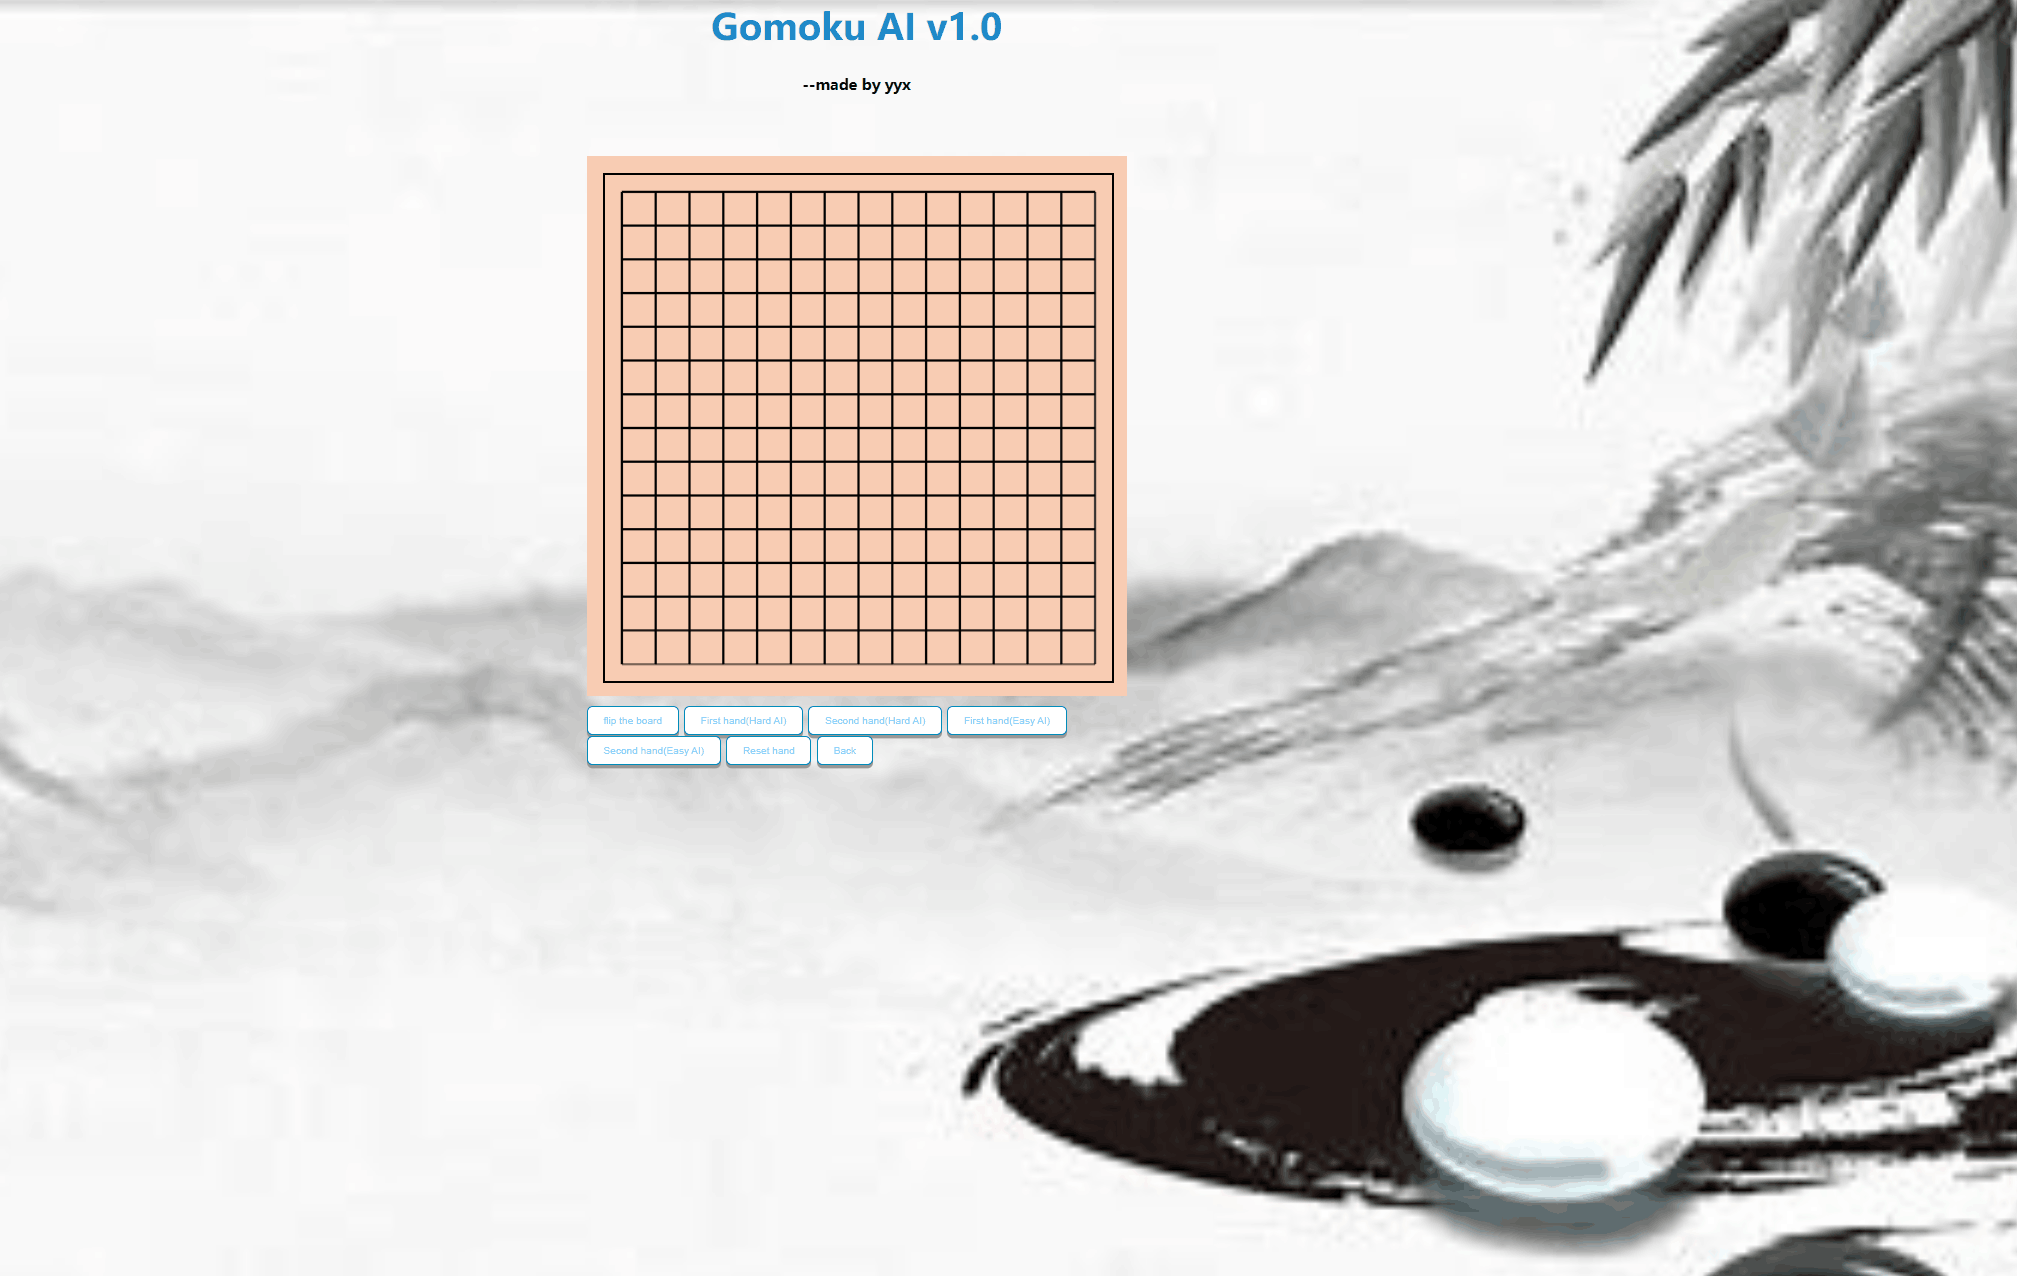 Gomoku AI v1.0
--made by yyx
flip the board First hand(Hard AI) Second hand(Hard AI) First hand(Easy AI)
Second hand(Easy AI) Reset hand Back